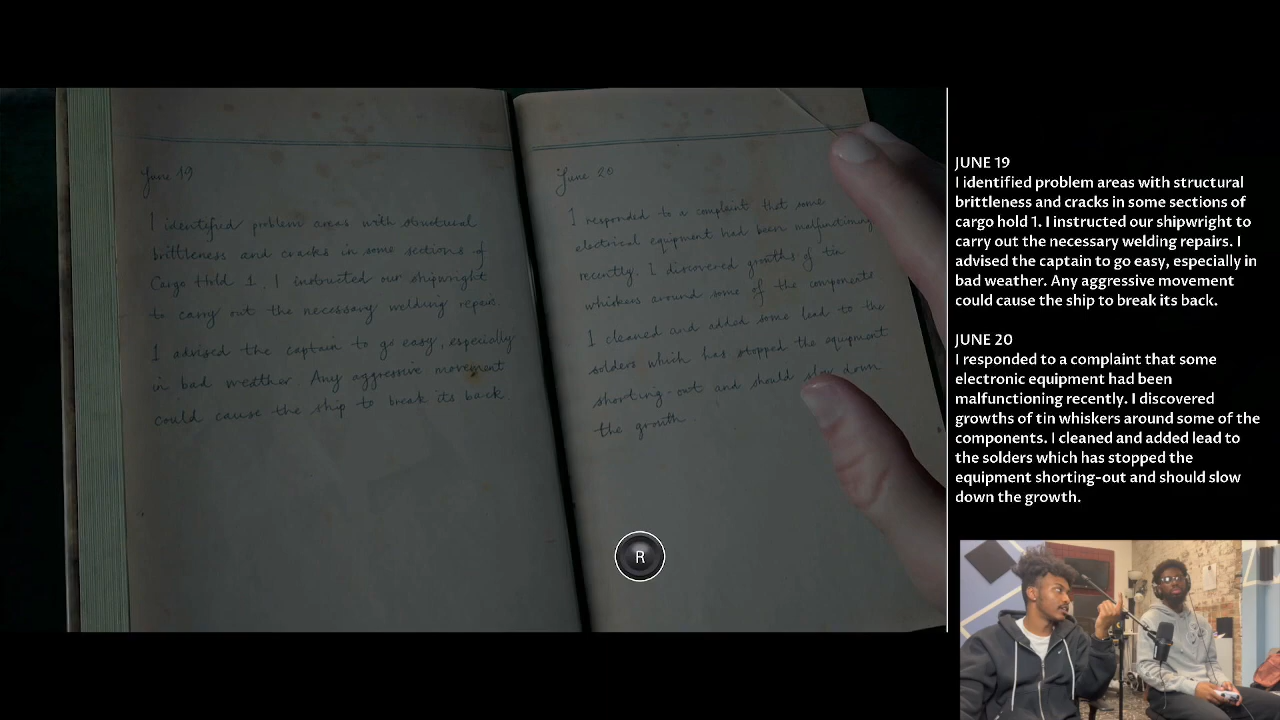 June 19
I identified problem areas with structural
brittleness and cracks in some sections of
Cargo Hold 1. I instructed our shipwright
to carry out the necessary welding repairs.
I advised the captain to go easy, especially
in bad weather. Any aggressive movement
could cause the ship to break its back.
June 20
I responded to a complaint that some
electrical equipment had been malfunctioning
recently. I discovered growths of tin
whiskers around some of the components
I cleaned and added some lead to the
solders which has stopped the equipment
shorting-out and should slow down
the growth.
R
JUNE 19
I identified problem areas with structural
brittleness and cracks in some sections of
cargo hold 1. I instructed our shipwright to
carry out the necessary welding repairs. I
advised the captain to go easy, especially in
bad weather. Any aggressive movement
could cause the ship to break its back.
JUNE 20
I responded to a complaint that some
electronic equipment had been
malfunctioning recently. I discovered
growths of tin whiskers around some of the
components. I cleaned and added lead to
the solders which has stopped the
equipment shorting-out and should slow
down the growth.